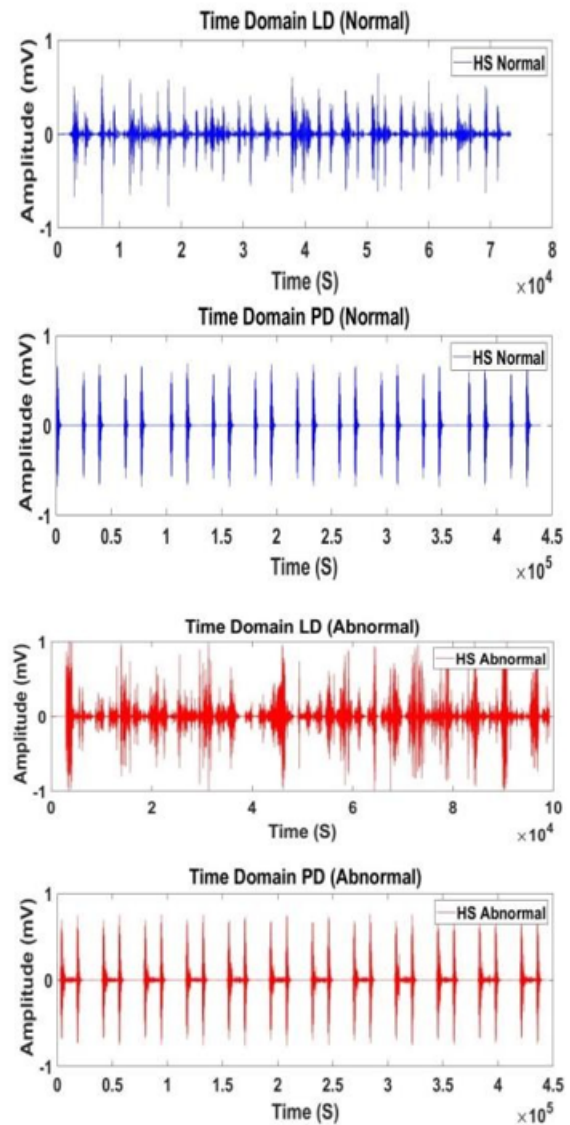 Time Domain LD (Normal)
HS Normal
Amplitude (mV)
1
0
-1
0 1 2 3 4 5 6 7 8
Time (S)
×10^4
Time Domain PD (Normal)
HS Normal
Amplitude (mV)
1
0
-1
0 0.5 1 1.5 2 2.5 3 3.5 4 4.5
Time (S)
×10^5
Time Domain LD (Abnormal)
HS Abnormal
Amplitude (mV)
1
0
-1
0 2 4 6 8 10
Time (S)
×10^4
Time Domain PD (Abnormal)
HS Abnormal
Amplitude (mV)
1
0
-1
0 0.5 1 1.5 2 2.5 3 3.5 4 4.5
Time (S)
×10^5